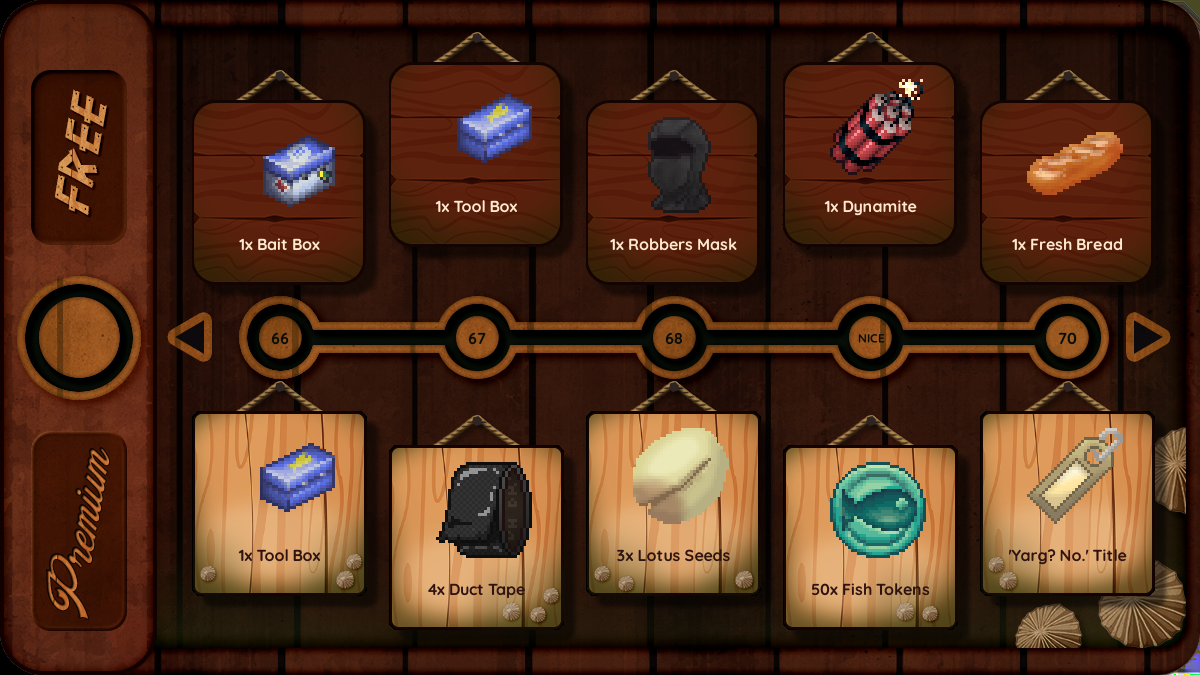 FREE
1x Bait Box
1x Tool Box
1x Robbers Mask
1x Dynamite
1x Fresh Bread
66
67
68
NICE
70
Premium
1x Tool Box
4x Duct Tape
3x Lotus Seeds
50x Fish Tokens
'Yarg? No.' Title